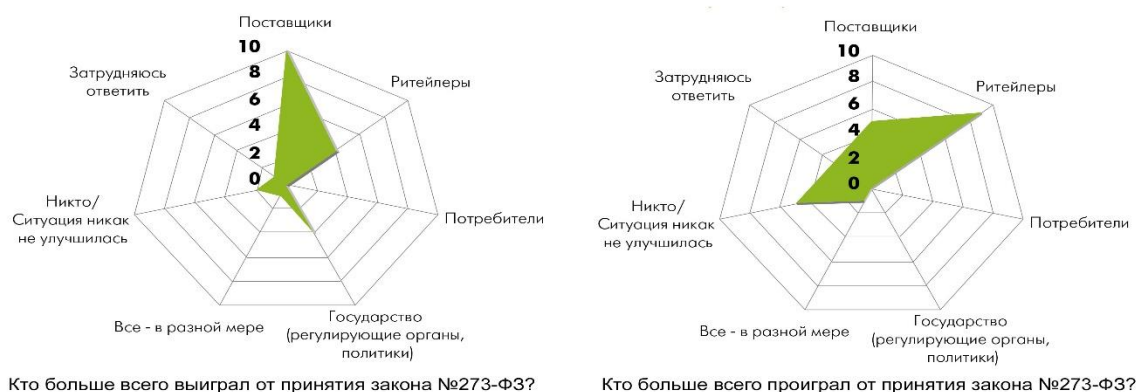 Поставщики
10
8
6
4
2
0
Затрудняюсь
ответить
Ритейлеры
Никто/
Ситуация никак
не улучшилась
Потребители
Все - в разной мере
Государство
(регулирующие органы,
политики)
Кто больше всего выиграл от принятия закона №273-ФЗ?
Поставщики
10
8
6
4
2
0
Затрудняюсь
ответить
Ритейлеры
Никто/
Ситуация никак
не улучшилась
Потребители
Все - в разной мере
Государство
(регулирующие органы,
политики)
Кто больше всего проиграл от принятия закона №273-ФЗ?